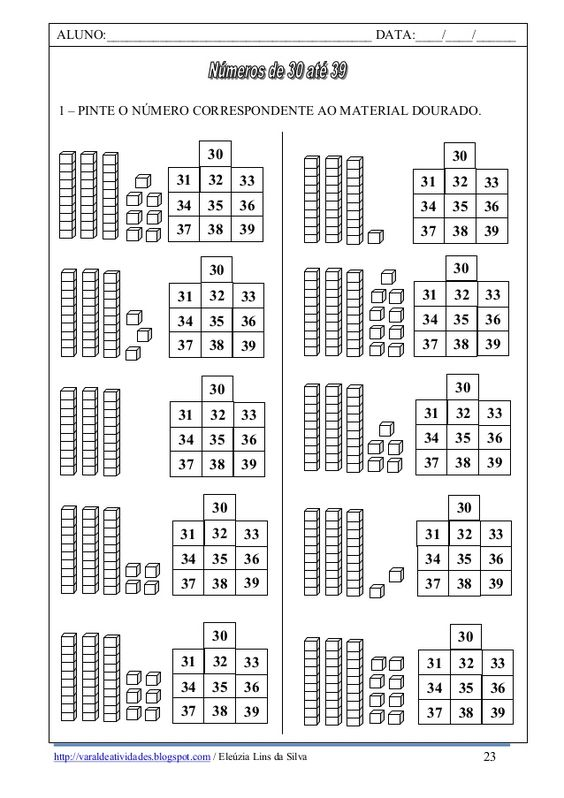 ALUNO:______________________________________ DATA:____/____/______
Números de 30 até 39
1 – PINTE O NÚMERO CORRESPONDENTE AO MATERIAL DOURADO.
30
31 32 33
34 35 36
37 38 39
30
31 32 33
34 35 36
37 38 39
30
31 32 33
34 35 36
37 38 39
30
31 32 33
34 35 36
37 38 39
30
31 32 33
34 35 36
37 38 39
30
31 32 33
34 35 36
37 38 39
30
31 32 33
34 35 36
37 38 39
30
31 32 33
34 35 36
37 38 39
30
31 32 33
34 35 36
37 38 39
30
31 32 33
34 35 36
37 38 39
http://varaldeatividades.blogspot.com / Eleúzia Lins da Silva 23